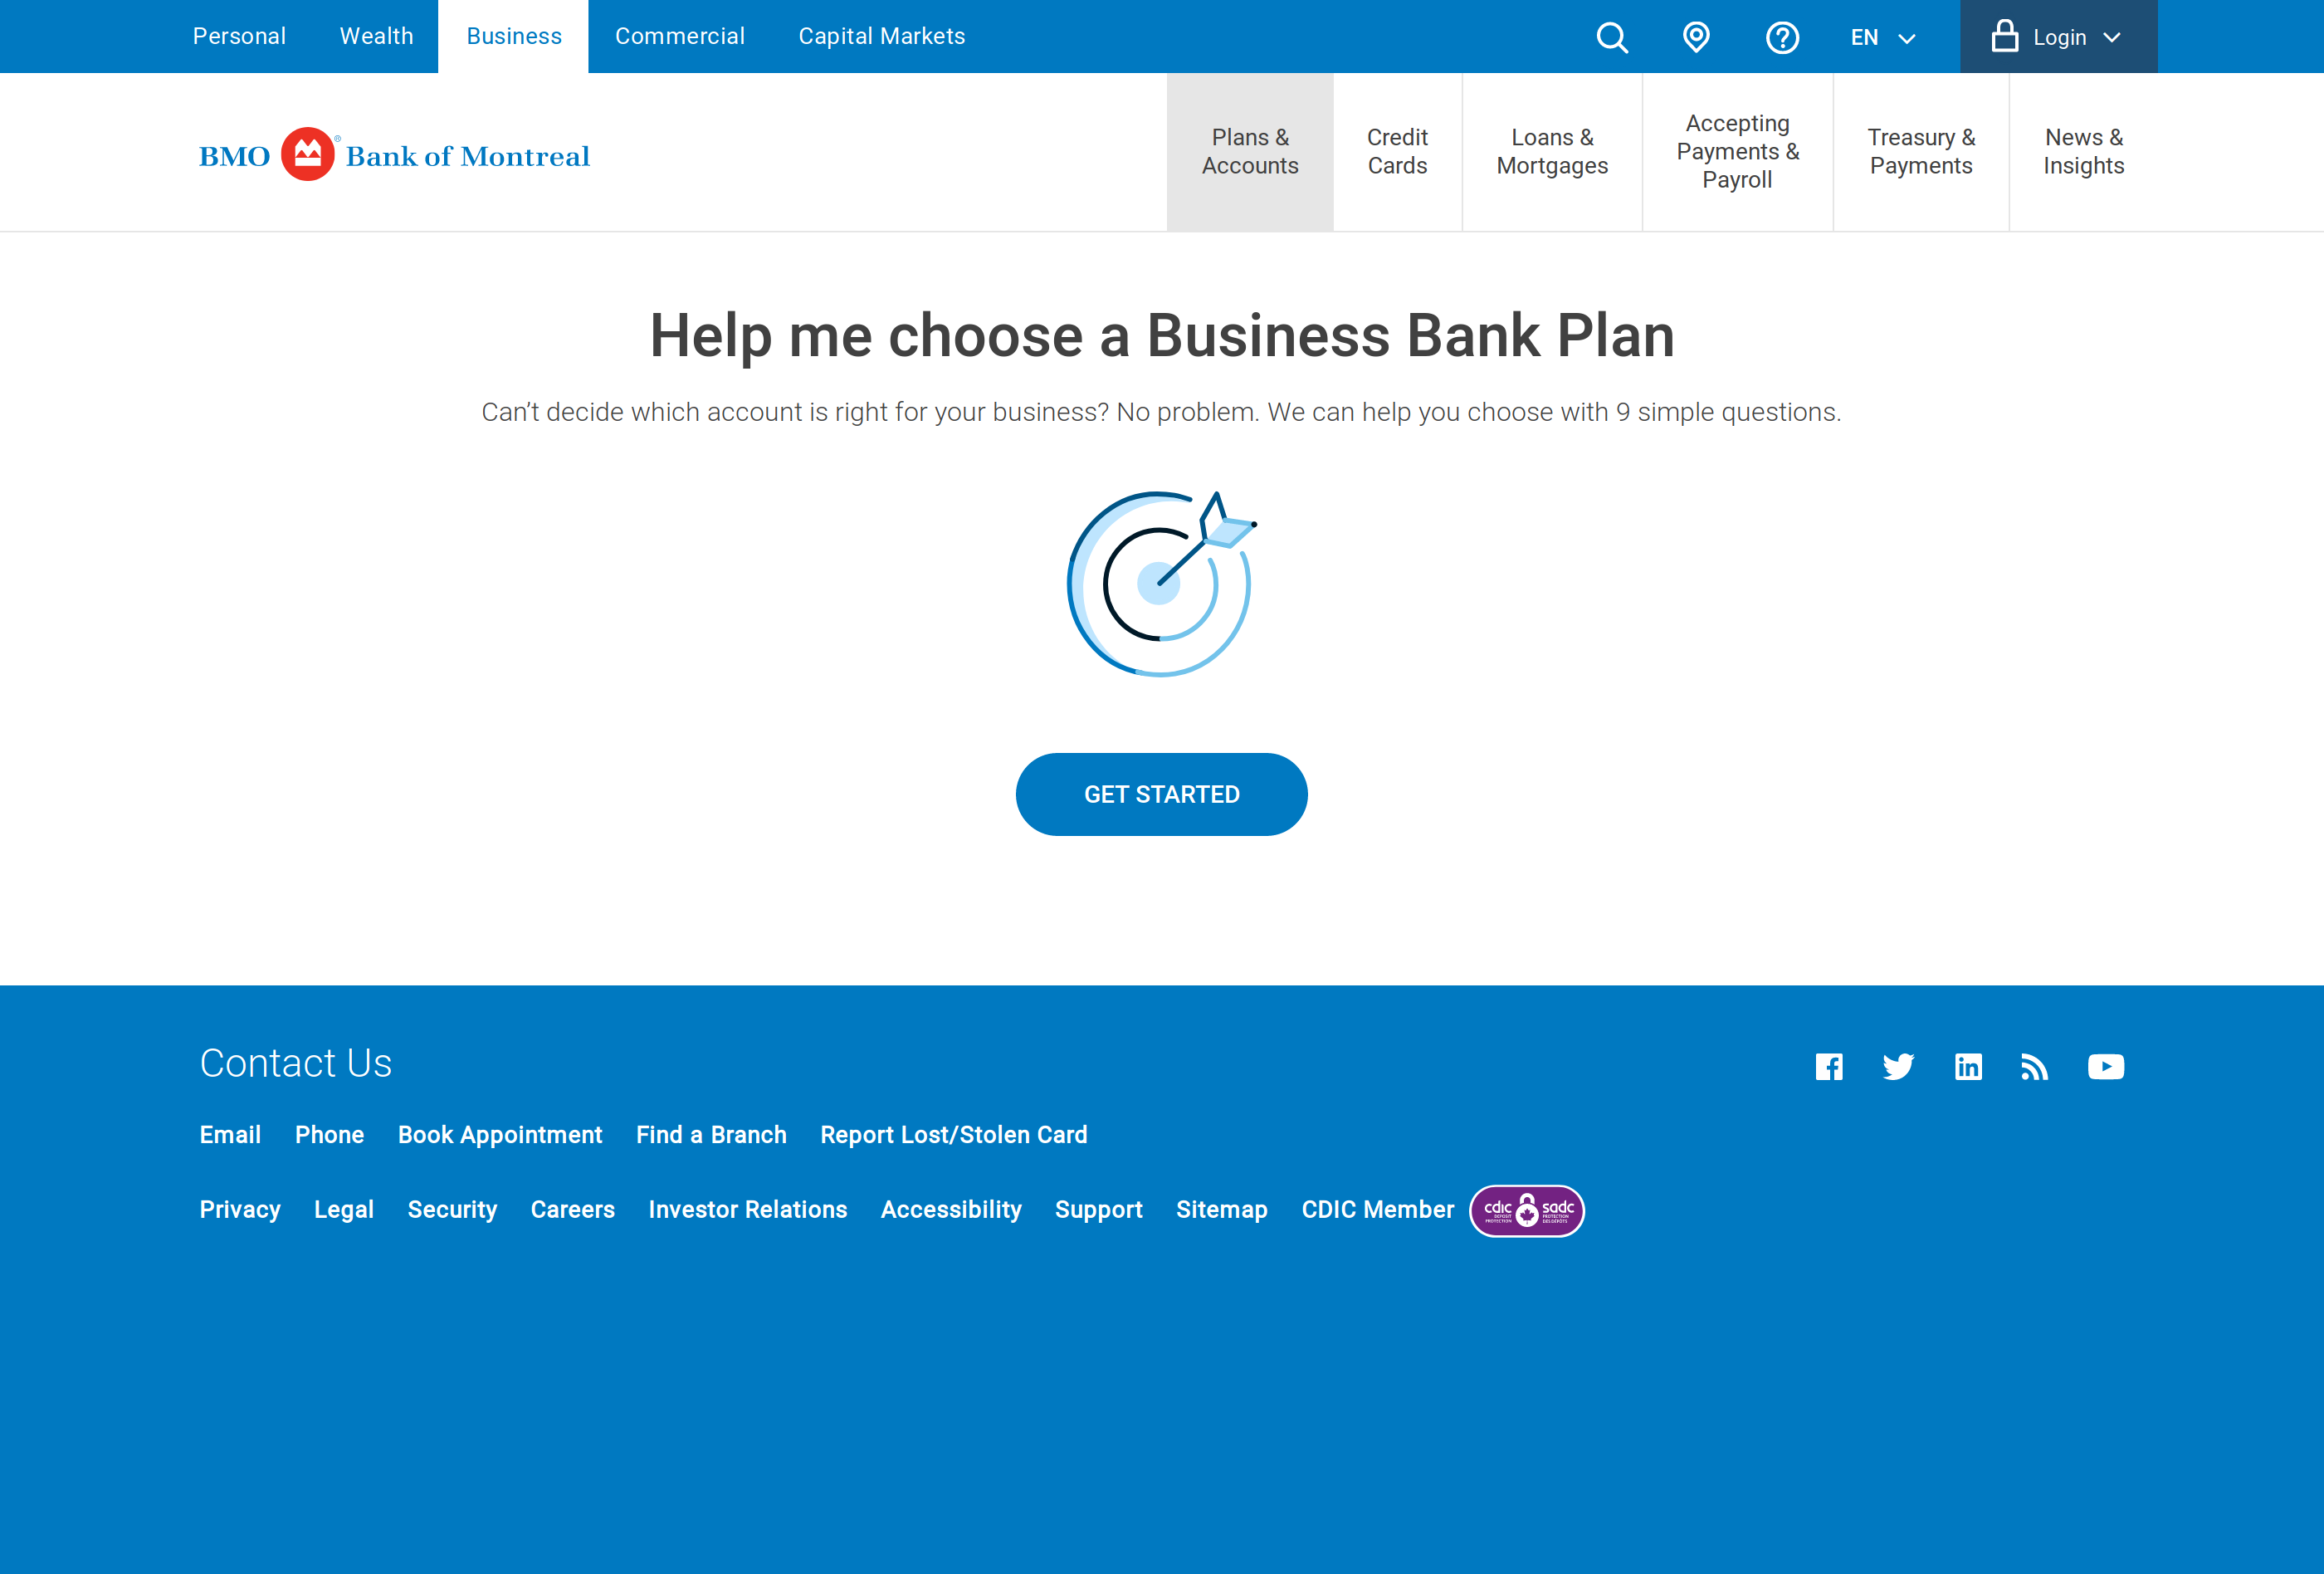 Personal Wealth Business Commercial Capital Markets EN Login
BMO Bank of Montreal®
Plans &
Accounts
Credit
Cards
Loans &
Mortgages
Accepting
Payments &
Payroll
Treasury &
Payments
News &
Insights
Help me choose a Business Bank Plan
Can’t decide which account is right for your business? No problem. We can help you choose with 9 simple questions.
GET STARTED
Contact Us
Email Phone Book Appointment Find a Branch Report Lost/Stolen Card
Privacy Legal Security Careers Investor Relations Accessibility Support Sitemap CDIC Member
cdic
DEPOSIT
PROTECTION
sadc
PROTECTION